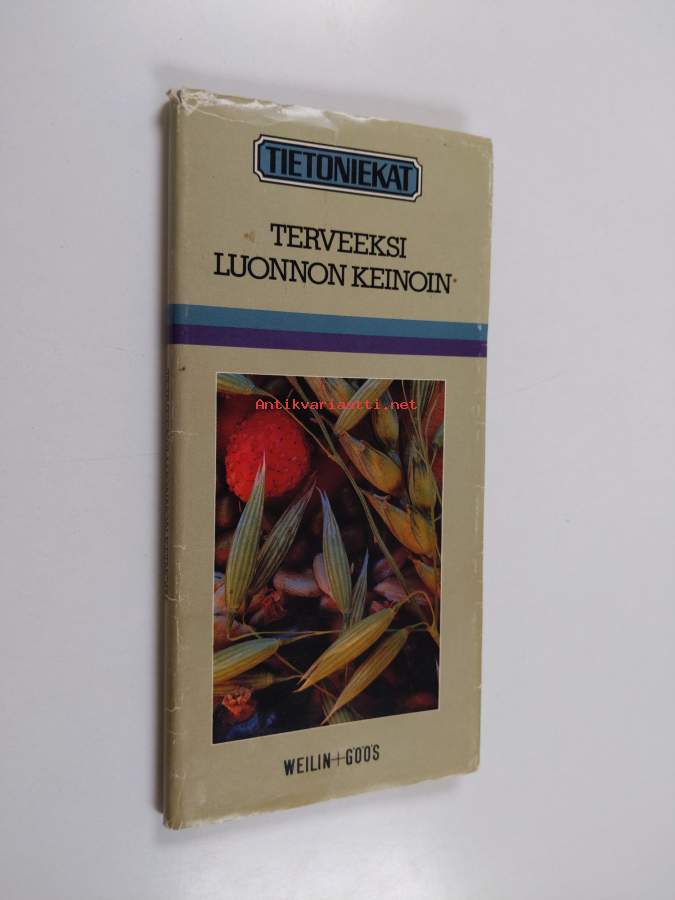 TIETONIEKAT
TERVEEKSI
LUONNON KEINOIN
Antikvariaatti.net
WEILIN+GÖÖS